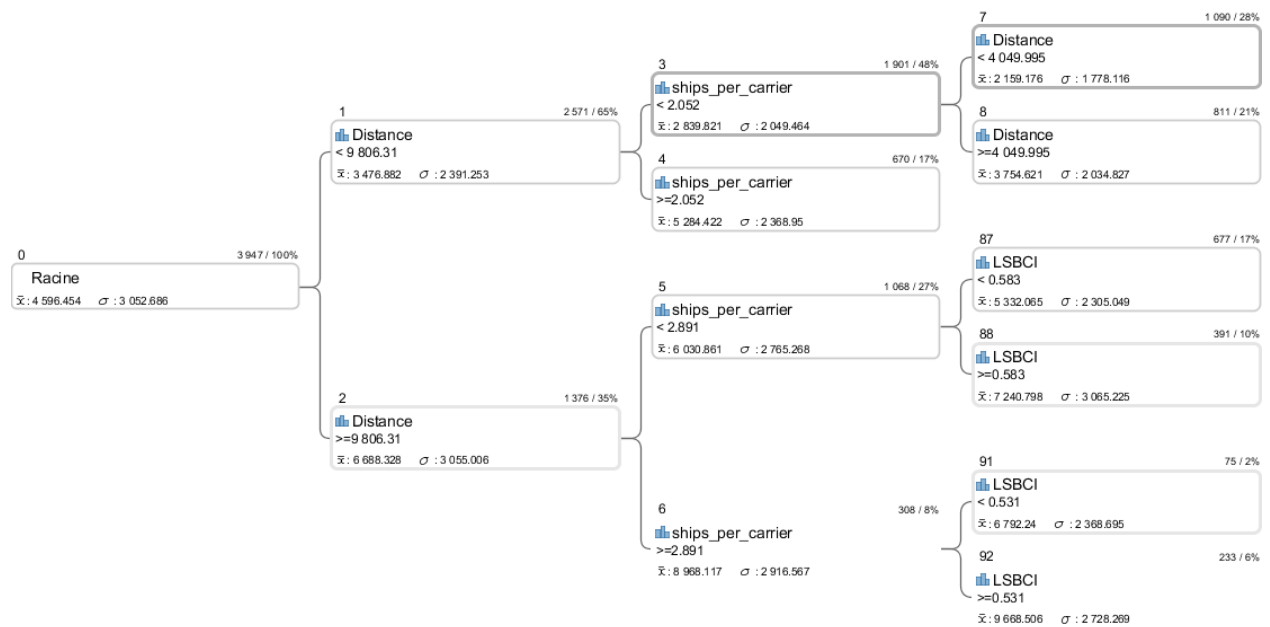 0 3 947 / 100%
Racine
x̄ : 4 596.454 σ : 3 052.686
1 2 571 / 65%
Distance
< 9 806.31
x̄ : 3 476.882 σ : 2 391.253
2 1 376 / 35%
Distance
>=9 806.31
x̄ : 6 688.328 σ : 3 055.006
3 1 901 / 48%
ships_per_carrier
< 2.052
x̄ : 2 839.821 σ : 2 049.464
4 670 / 17%
ships_per_carrier
>=2.052
x̄ : 5 284.422 σ : 2 368.95
5 1 068 / 27%
ships_per_carrier
< 2.891
x̄ : 6 030.861 σ : 2 765.268
6 308 / 8%
ships_per_carrier
>=2.891
x̄ : 8 968.117 σ : 2 916.567
7 1 090 / 28%
Distance
< 4 049.995
x̄ : 2 159.176 σ : 1 778.116
8 811 / 21%
Distance
>=4 049.995
x̄ : 3 754.621 σ : 2 034.827
87 677 / 17%
LSBCI
< 0.583
x̄ : 5 332.065 σ : 2 305.049
88 391 / 10%
LSBCI
>=0.583
x̄ : 7 240.798 σ : 3 065.225
91 75 / 2%
LSBCI
< 0.531
x̄ : 6 792.24 σ : 2 368.695
92 233 / 6%
LSBCI
>=0.531
x̄ : 9 668.506 σ : 2 728.269